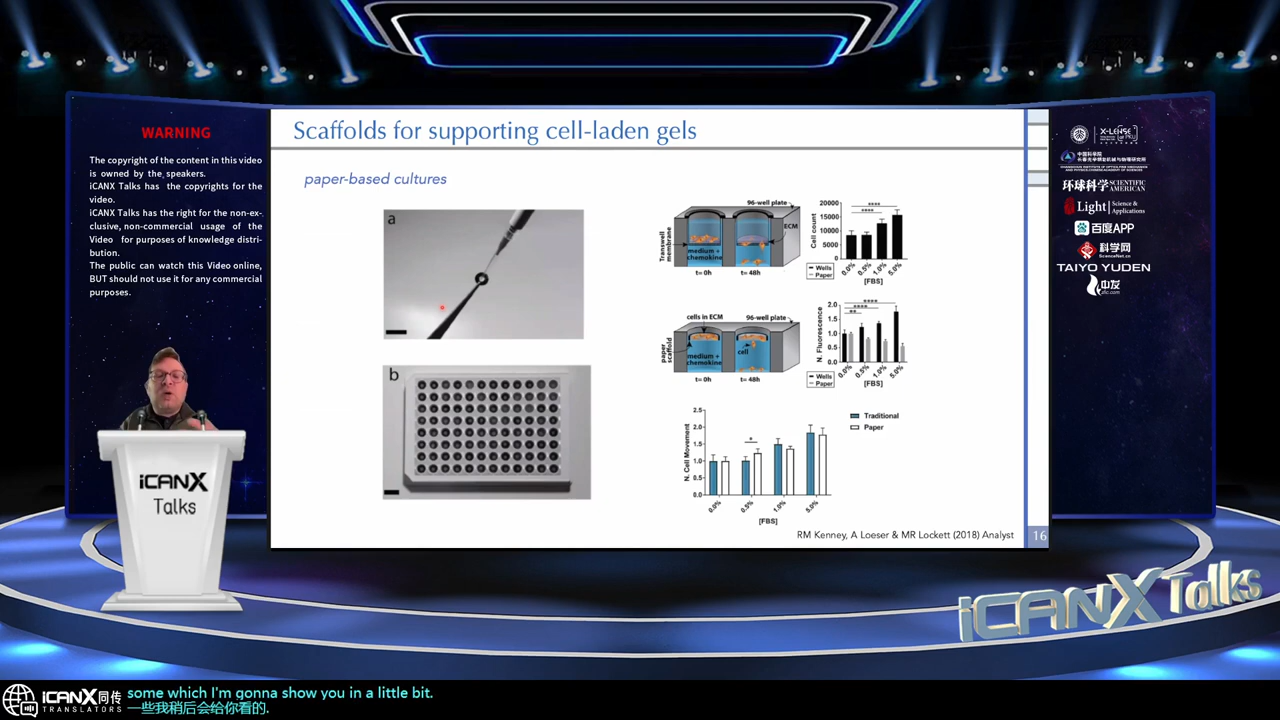 WARNING
The copyright of the content in this video
is owned by the speakers.
iCANX Talks has the copyrights for the
video.
iCANX Talks has the right for the non-ex-
clusive, non-commercial usage of the
Video for purposes of knowledge distri-
bution.
The public can watch this Video online,
BUT should not use it for any commercial
purposes.
iCANX
Talks
Scaffolds for supporting cell-laden gels
paper-based cultures
a
b
96-well plate
ECM
Transwell
membrane
medium +
chemokine
t= 0h
t= 48h
Cell count
20000
15000
10000
5000
0.0%
0.5%
1.0%
5.0%
****
****
Wells
Paper
[FBS]
cells in ECM
96-well plate
paper
scaffold
medium +
chemokine
cell
t= 0h
t= 48h
N. Fluorescence
2.0
1.5
1.0
0.5
0.0
****
****
**
0.0%
0.5%
1.0%
5.0%
Wells
Paper
[FBS]
N. Cell Movement
2.5
2.0
1.5
1.0
0.5
0.0
*
0.0%
0.5%
1.0%
5.0%
[FBS]
Traditional
Paper
RM Kenney, A Loeser & MR Lockett (2018) Analyst
16
X-LENSE
环球科学 SCIENTIFIC AMERICAN
Light Science & Applications
百度APP
科学网
ScienceNet.cn
TAIYO YUDEN
中友
iCANX Talks
iCANX同传
TRANSLATORS
some which I'm gonna show you in a little bit.
一些我稍后会给你看的.